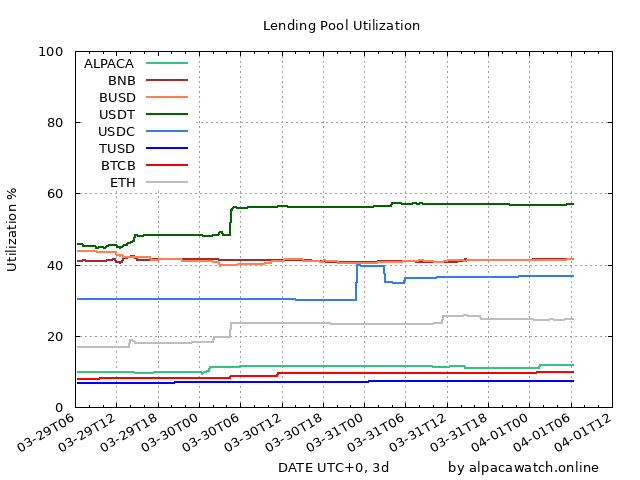 Lending Pool Utilization
Utilization %
100
80
60
40
20
0
ALPACA
BNB
BUSD
USDT
USDC
TUSD
BTCB
ETH
03-29T06
03-29T12
03-29T18
03-30T00
03-30T06
03-30T12
03-30T18
03-31T00
03-31T06
03-31T12
03-31T18
04-01T00
04-01T06
04-01T12
DATE UTC+0, 3d
by alpacawatch.online